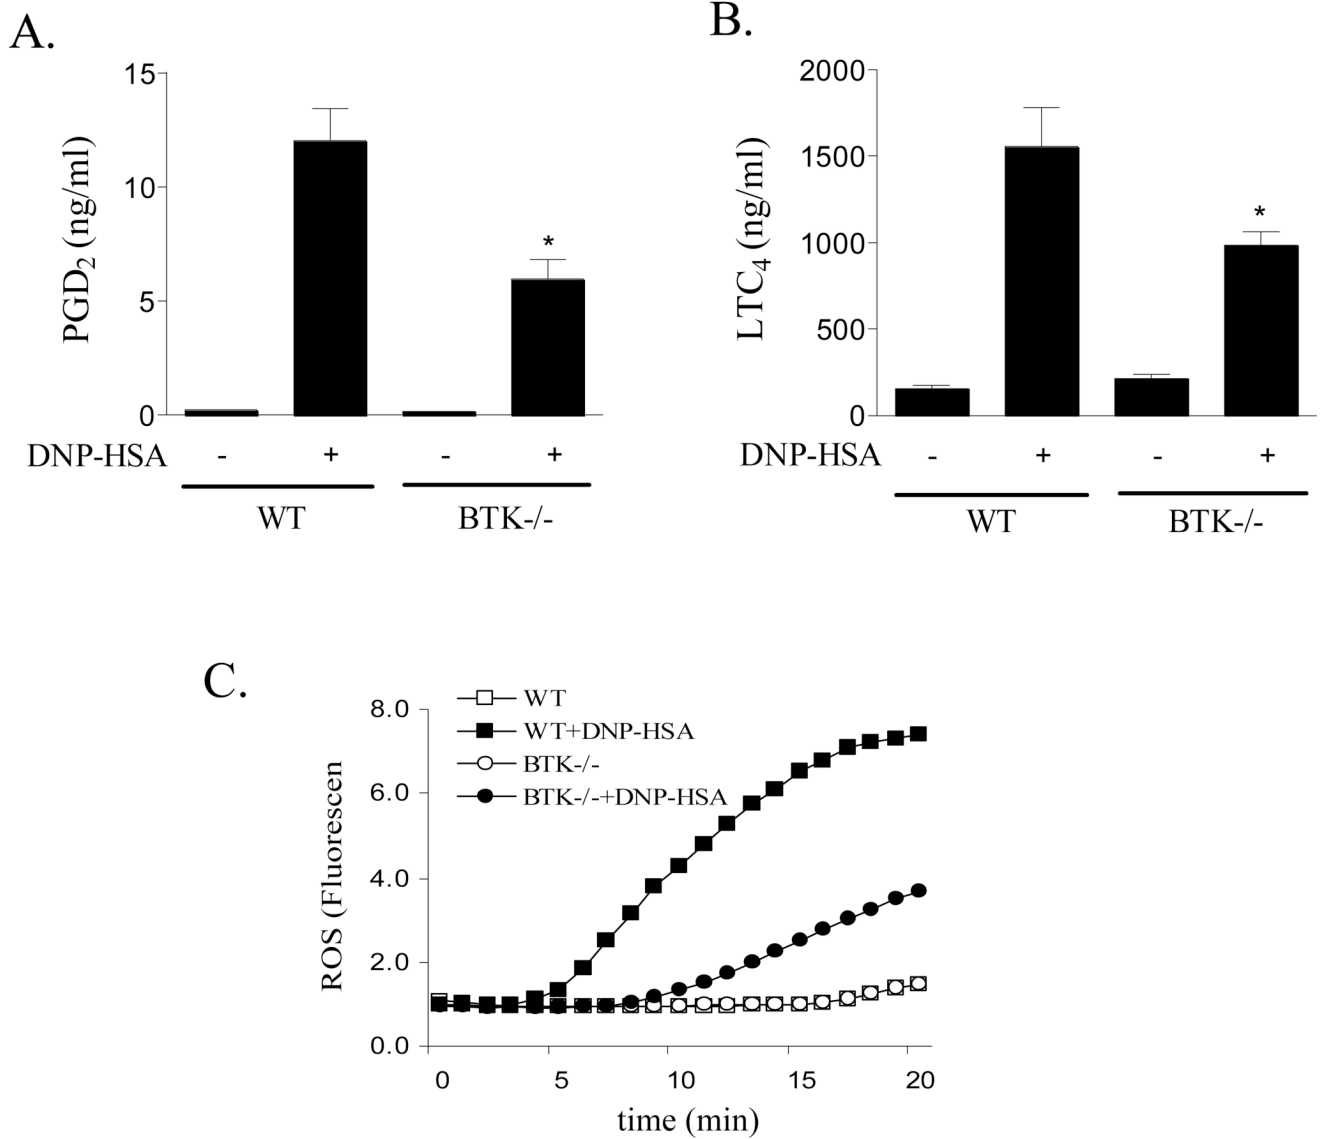 A.
15
10
5
0
PGD2 (ng/ml)
*
DNP-HSA - + - +
WT BTK-/-
B.
2000
1500
1000
500
0
LTC4 (ng/ml)
*
DNP-HSA - + - +
WT BTK-/-
C.
WT
WT+DNP-HSA
BTK-/-
BTK-/-+DNP-HSA
8.0
6.0
4.0
2.0
0.0
ROS (Fluorescen
0 5 10 15 20
time (min)